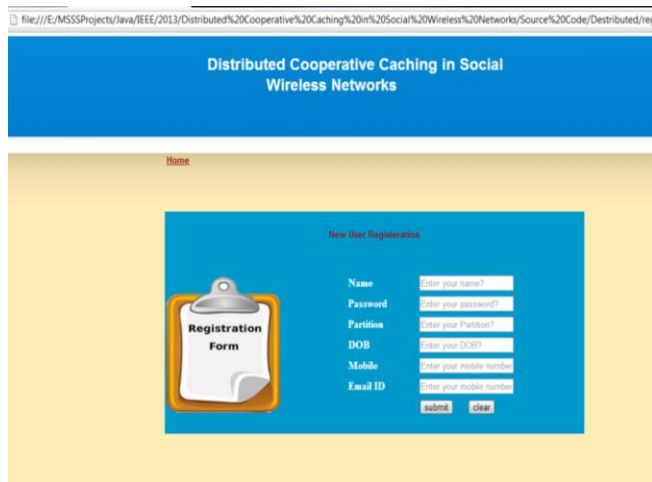 file:///E:/MSSSProjects/Java/IEEE/2013/Distributed%20Cooperative%20Caching%20in%20Social%20Wireless%20Networks/Source%20Code/Destributed/reg
Distributed Cooperative Caching in Social
Wireless Networks
Home
New User Registeration
Registration
Form
Name Enter your name?
Password Enter your password?
Partition Enter your Partition?
DOB Enter your DOB?
Mobile Enter your mobile number
Email ID Enter your mobile number
submit clear